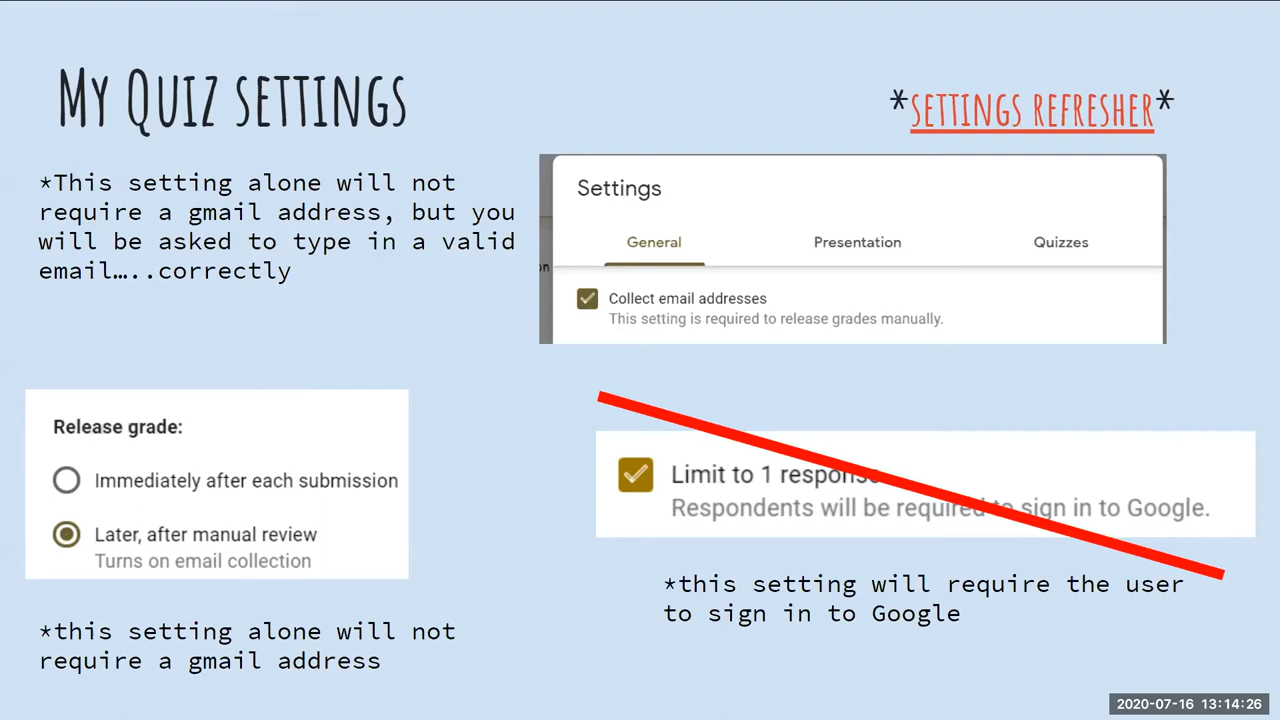 My Quiz settings
*settings refresher*
*This setting alone will not
require a gmail address, but you
will be asked to type in a valid
email…..correctly
Settings
General Presentation Quizzes
on
Collect email addresses
This setting is required to release grades manually.
Release grade:
Immediately after each submission
Later, after manual review
Turns on email collection
Limit to 1 response
Respondents will be required to sign in to Google.
*this setting will require the user
to sign in to Google
*this setting alone will not
require a gmail address
2020-07-16 13:14:26